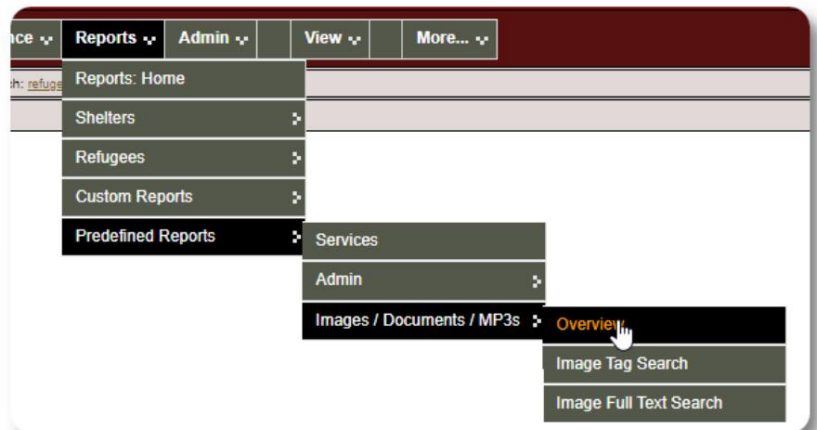 Reports
Admin
View
More...
Reports: Home
Shelters
Refugees
Custom Reports
Predefined Reports
Services
Admin
Images / Documents / MP3s
Overview
Image Tag Search
Image Full Text Search